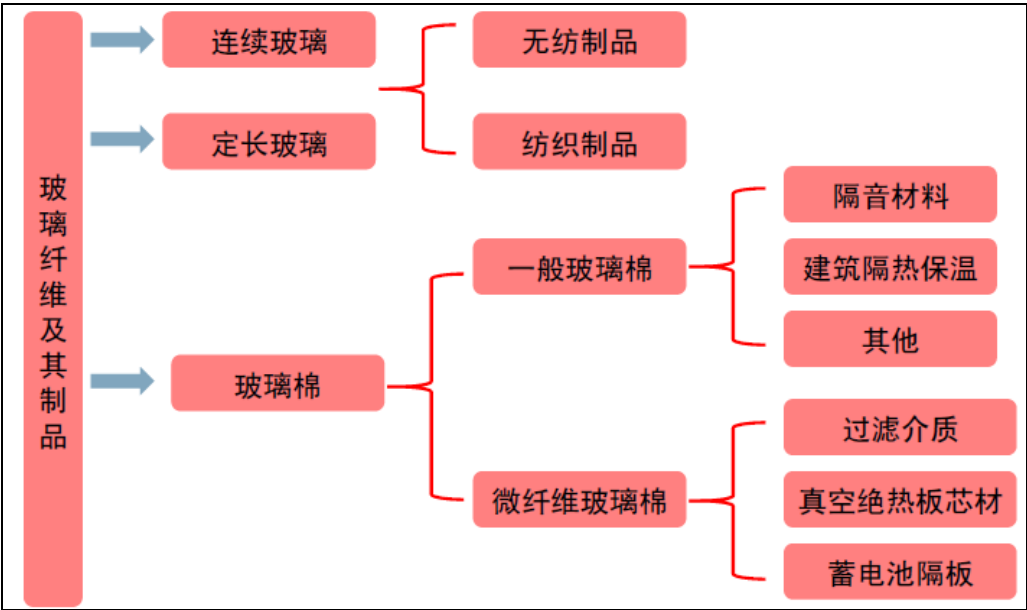 玻璃纤维及其制品
连续玻璃
无纺制品
定长玻璃
纺织制品
玻璃棉
一般玻璃棉
隔音材料
建筑隔热保温
其他
微纤维玻璃棉
过滤介质
真空绝热板芯材
蓄电池隔板